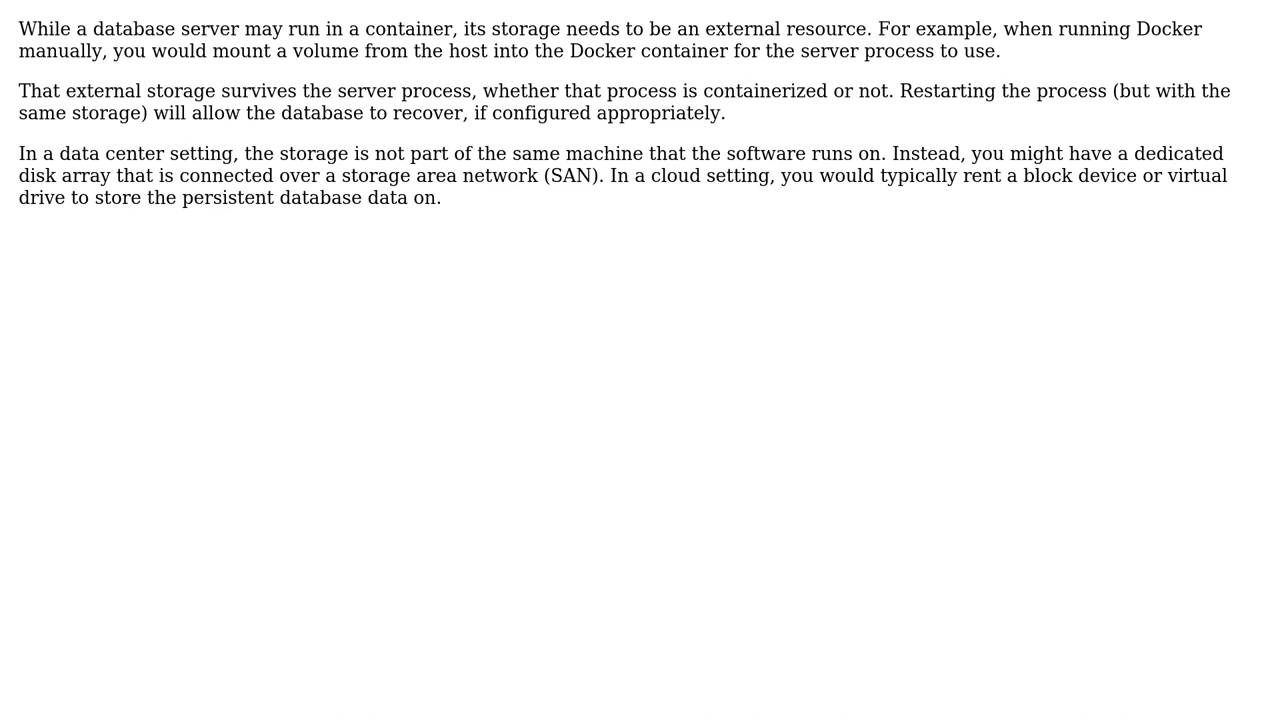 While a database server may run in a container, its storage needs to be an external resource. For example, when running Docker
manually, you would mount a volume from the host into the Docker container for the server process to use.
That external storage survives the server process, whether that process is containerized or not. Restarting the process (but with the
same storage) will allow the database to recover, if configured appropriately.
In a data center setting, the storage is not part of the same machine that the software runs on. Instead, you might have a dedicated
disk array that is connected over a storage area network (SAN). In a cloud setting, you would typically rent a block device or virtual
drive to store the persistent database data on.